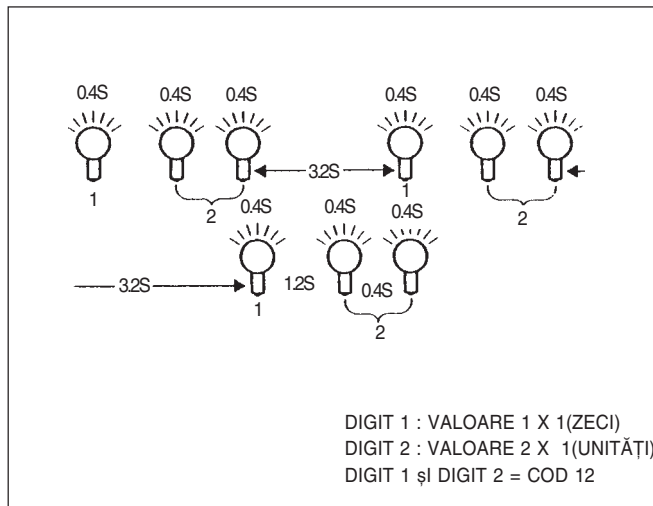 0.4S 0.4S 0.4S 0.4S 0.4S 0.4S
3.2S
1 2 1 2
0.4S 0.4S 0.4S
3.2S 1.2S 0.4S
1 2
DIGIT 1 : VALOARE 1 X 1(ZECI)
DIGIT 2 : VALOARE 2 X 1(UNITĂȚI)
DIGIT 1 șI DIGIT 2 = COD 12